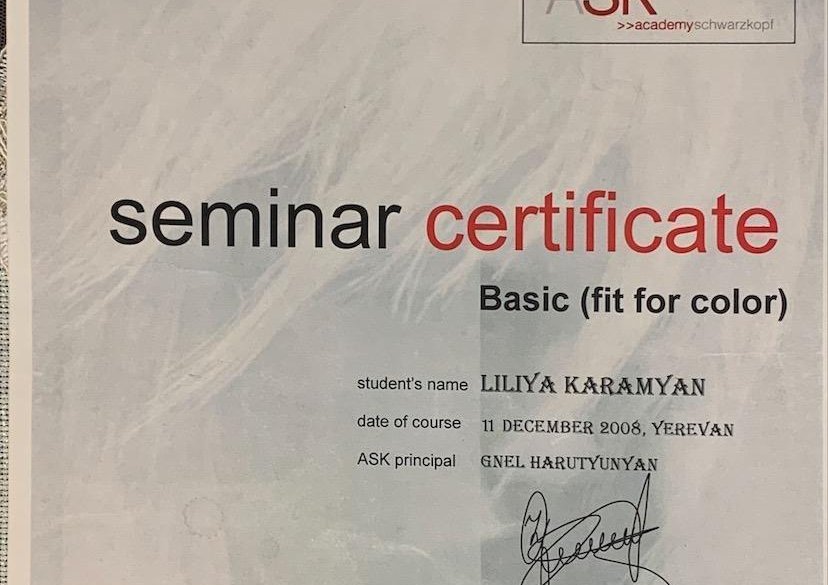 ASK
>>academyschwarzkopf
seminar certificate
Basic (fit for color)
student's name LILIYA KARAMYAN
date of course 11 DECEMBER 2008, YEREVAN
ASK principal GNEL HARUTYUNYAN